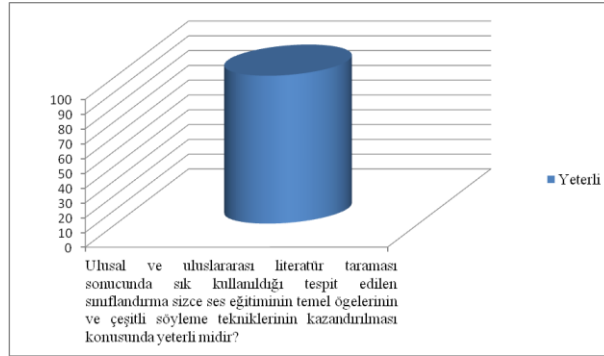 100
90
80
70
60
50
40
30
20
10
0
Yeterli
Ulusal ve uluslararası literatür taraması
sonucunda sık kullanıldığı tespit edilen
sınıflandırma sizce ses eğitiminin temel ögelerinin
ve çeşitli söyleme tekniklerinin kazandırılması
konusunda yeterli midir?